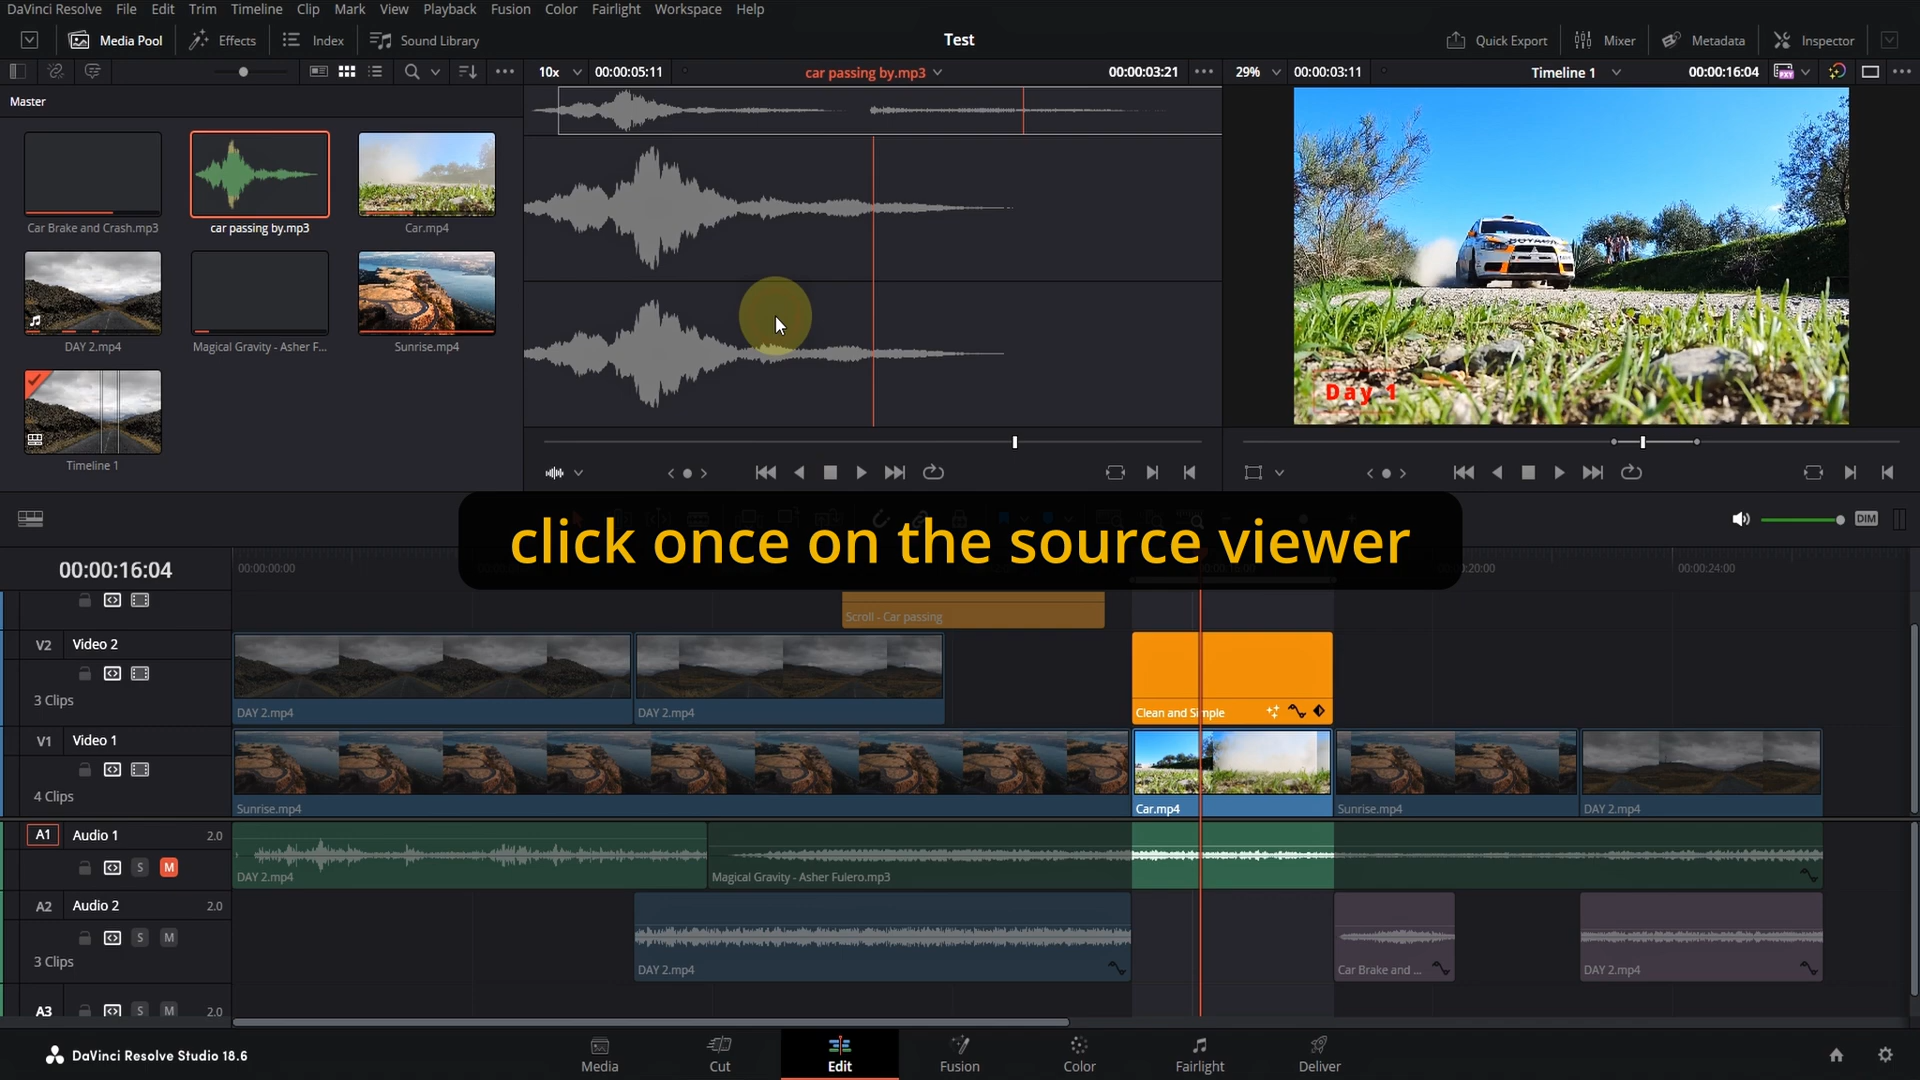 DaVinci Resolve File Edit Trim Timeline Clip Mark View Playback Fusion Color Fairlight Workspace Help
Media Pool Effects Index Sound Library Test Quick Export Mixer Metadata Inspector
10x 00:00:05:11 car passing by.mp3 00:00:03:21 29% 00:00:03:11 Timeline 1 00:00:16:04
Master
Car Brake and Crash.mp3 car passing by.mp3 Car.mp4
DAY 2.mp4 Magical Gravity - Asher F... Sunrise.mp4
Timeline 1
Day 1
click once on the source viewer
DIM
00:00:16:04 00:00:00:00 00:00:24:00
Scroll - Car passing
V2 Video 2
3 Clips
DAY 2.mp4 DAY 2.mp4 Clean and Simple
V1 Video 1
4 Clips
Sunrise.mp4 Car.mp4 Sunrise.mp4 DAY 2.mp4
A1 Audio 1 2.0
S M
DAY 2.mp4 Magical Gravity - Asher Fulero.mp3
A2 Audio 2 2.0
S M
3 Clips
DAY 2.mp4 Car Brake and ... DAY 2.mp4
A3 S M 2.0
DaVinci Resolve Studio 18.6
Media Cut Edit Fusion Color Fairlight Deliver